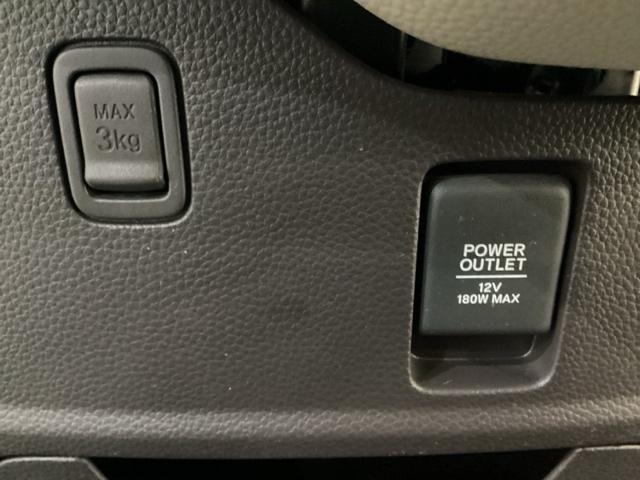 MAX
3kg
POWER
OUTLET
12V
180W MAX